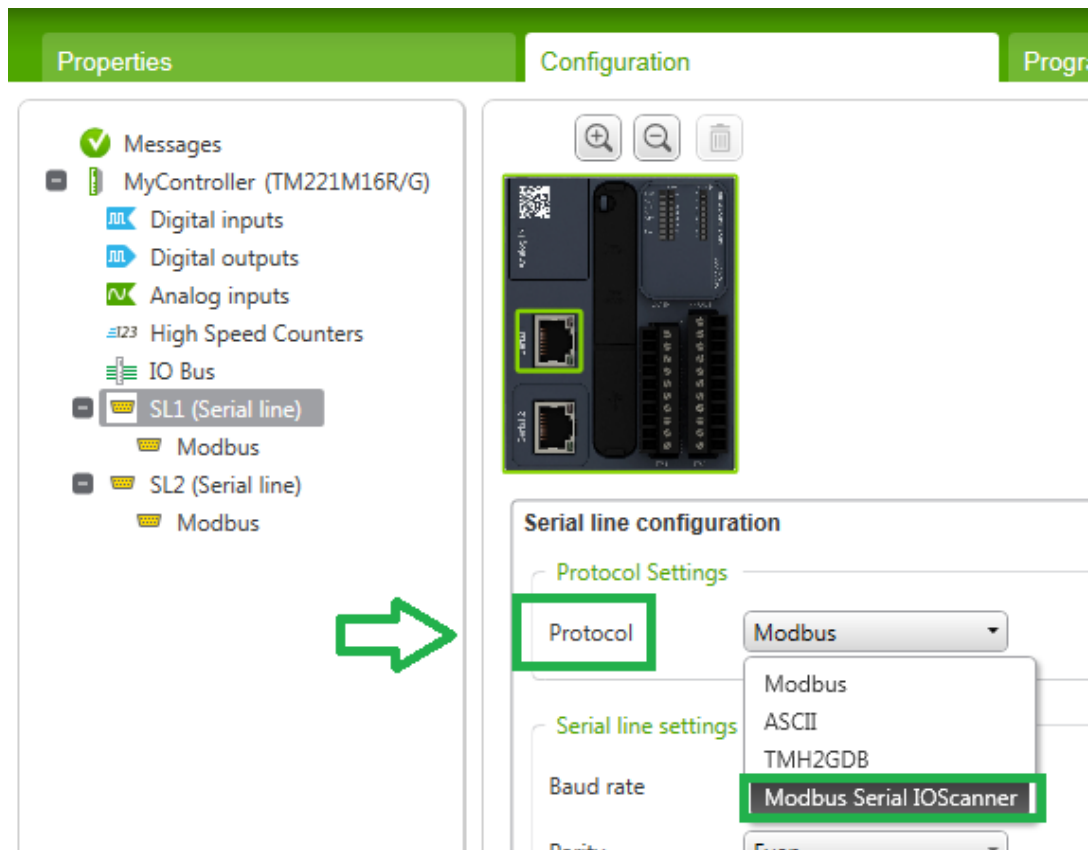 Properties
Configuration
Progra
Messages
MyController (TM221M16R/G)
Digital inputs
Digital outputs
Analog inputs
High Speed Counters
IO Bus
SL1 (Serial line)
Modbus
SL2 (Serial line)
Modbus
Serial line configuration
Protocol Settings
Protocol
Modbus
Modbus
ASCII
TMH2GDB
Modbus Serial IOScanner
Serial line settings
Baud rate
Parity
Even